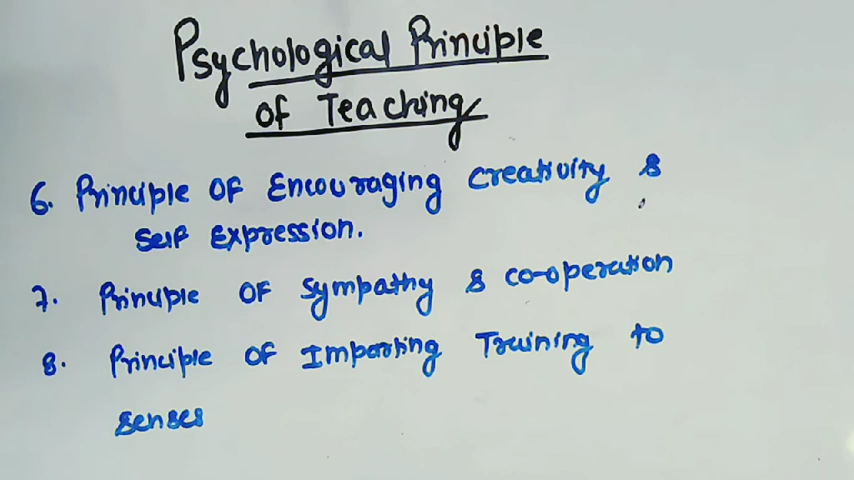 Psychological Principle
of Teaching
6. Principle OF Encouraging Creativity &
Self Expression.
7. Principle OF Sympathy & co-operation
8. Principle of Imparting Training to
senses